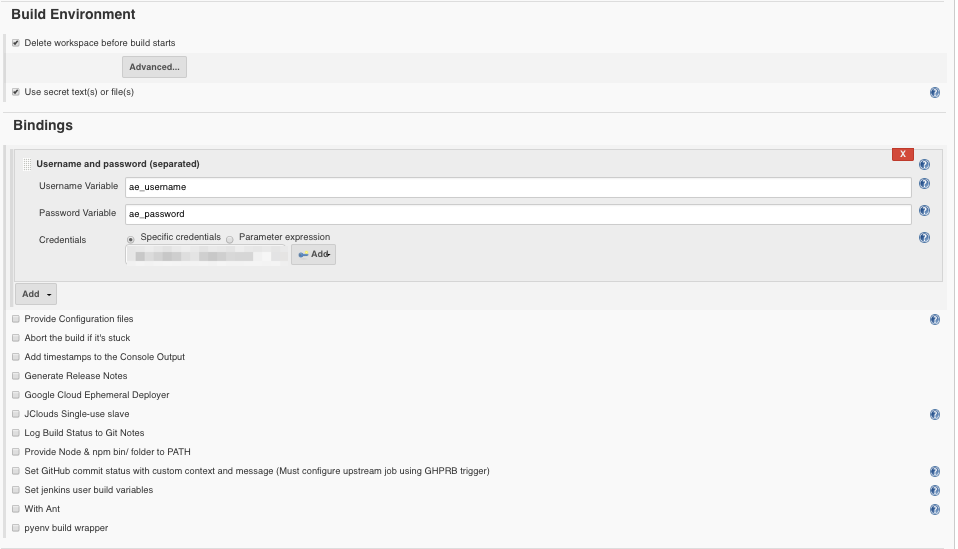 Build Environment
Delete workspace before build starts
Advanced...
Use secret text(s) or file(s)
Bindings
X
Username and password (separated)
Username Variable ae_username
Password Variable ae_password
Credentials Specific credentials Parameter expression
Add
Add
Provide Configuration files
Abort the build if it's stuck
Add timestamps to the Console Output
Generate Release Notes
Google Cloud Ephemeral Deployer
JClouds Single-use slave
Log Build Status to Git Notes
Provide Node & npm bin/ folder to PATH
Set GitHub commit status with custom context and message (Must configure upstream job using GHPRB trigger)
Set jenkins user build variables
With Ant
pyenv build wrapper